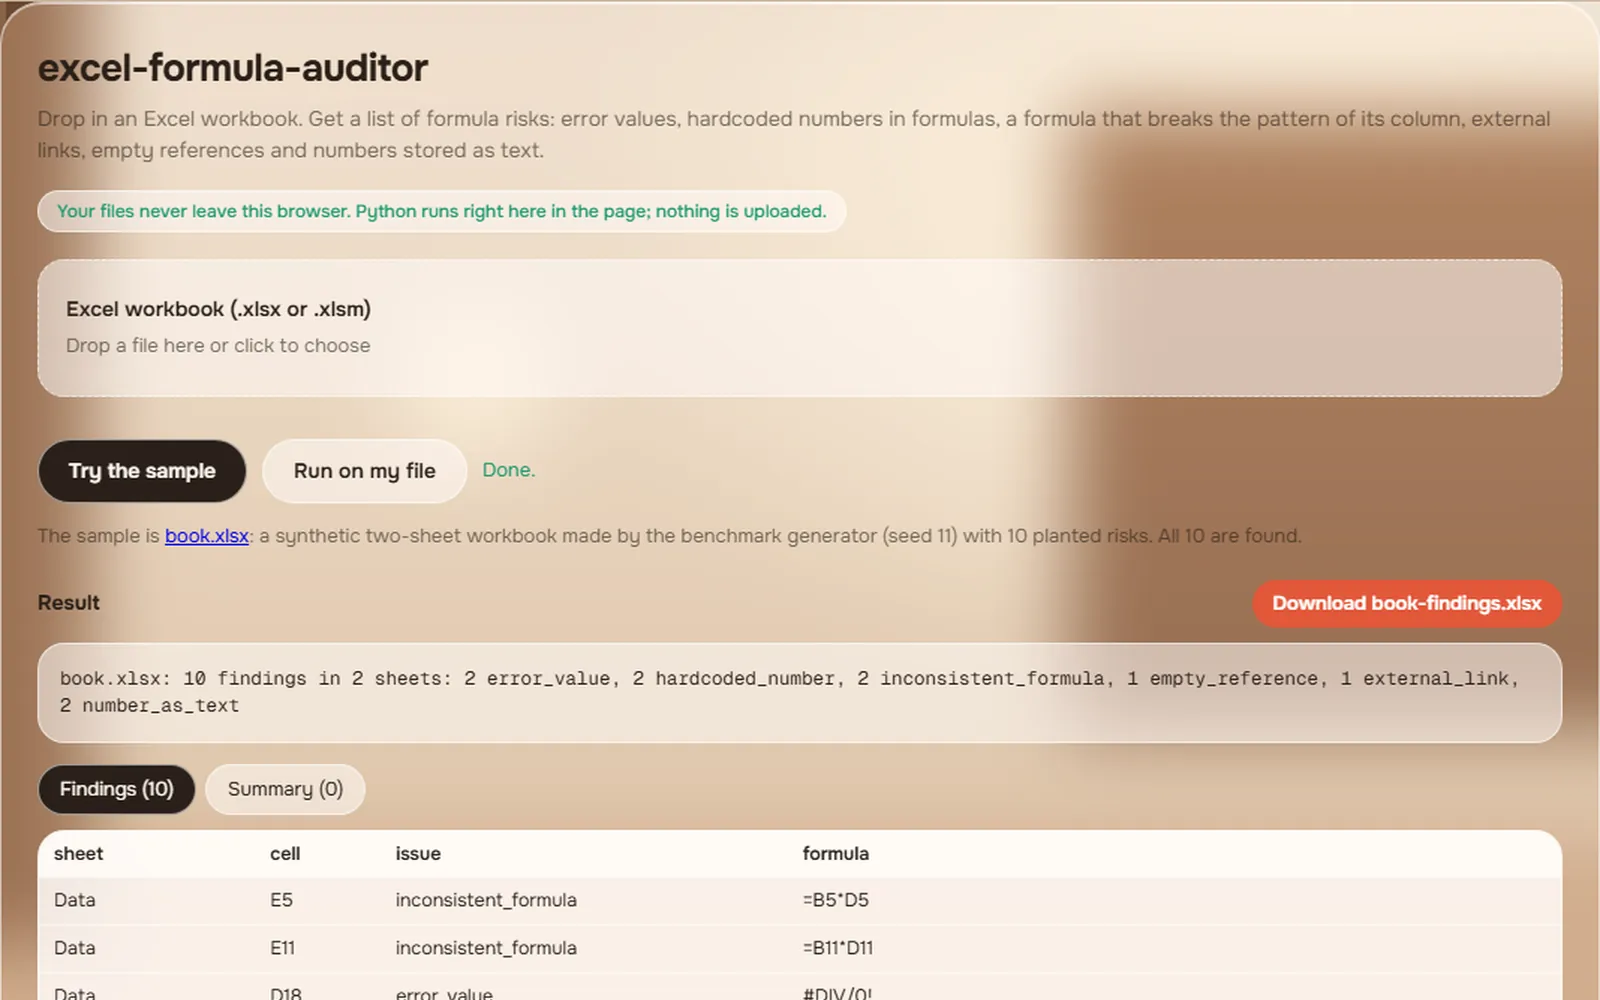 excel-formula-auditor
Drop in an Excel workbook. Get a list of formula risks: error values, hardcoded numbers in formulas, a formula that breaks the pattern of its column, external
links, empty references and numbers stored as text.
Your files never leave this browser. Python runs right here in the page; nothing is uploaded.
Excel workbook (.xlsx or .xlsm)
Drop a file here or click to choose
Try the sample Run on my file Done.
The sample is book.xlsx: a synthetic two-sheet workbook made by the benchmark generator (seed 11) with 10 planted risks. All 10 are found.
Result Download book-findings.xlsx
book.xlsx: 10 findings in 2 sheets: 2 error_value, 2 hardcoded_number, 2 inconsistent_formula, 1 empty_reference, 1 external_link,
2 number_as_text
Findings (10) Summary (0)
sheet cell issue formula
Data E5 inconsistent_formula =B5*D5
Data E11 inconsistent_formula =B11*D11
Data D18 error_value #DIV/0!